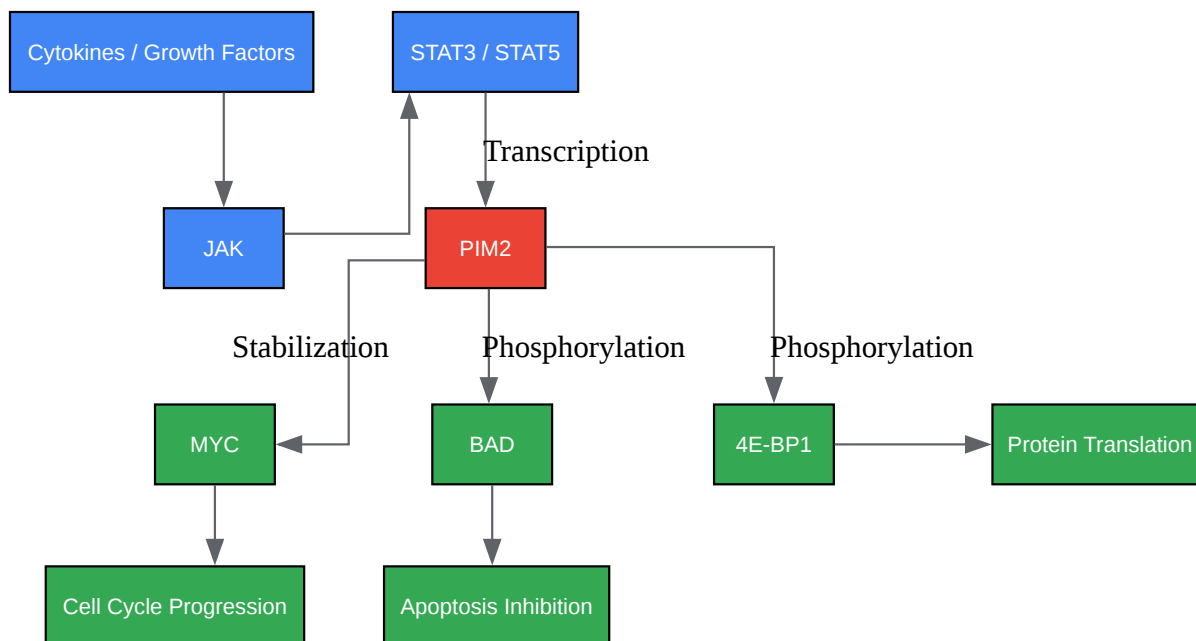 Cytokines / Growth Factors
STAT3 / STAT5
Transcription
JAK
PIM2
Stabilization
Phosphorylation
Phosphorylation
MYC
BAD
4E-BP1
Protein Translation
Cell Cycle Progression
Apoptosis Inhibition